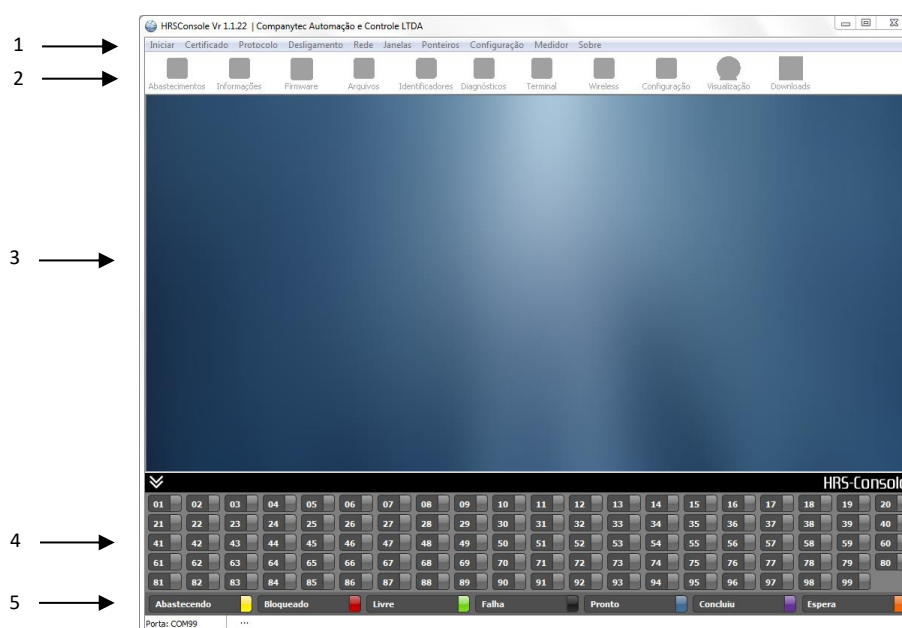 HRSConsole Vr 1.1.22 | Companytec Automação e Controle LTDA
1
Iniciar Certificado Protocolo Desligamento Rede Janelas Ponteiros Configuração Medidor Sobre
2
Abastecimentos Informações Firmware Arquivos Identificadores Diagnósticos Terminal Wireless Configuração Visualização Downloads
3
HRS-Console
01 02 03 04 05 06 07 08 09 10 11 12 13 14 15 16 17 18 19 20
21 22 23 24 25 26 27 28 29 30 31 32 33 34 35 36 37 38 39 40
4
41 42 43 44 45 46 47 48 49 50 51 52 53 54 55 56 57 58 59 60
61 62 63 64 65 66 67 68 69 70 71 72 73 74 75 76 77 78 79 80
81 82 83 84 85 86 87 88 89 90 91 92 93 94 95 96 97 98 99
5
Abastecendo Bloqueado Livre Falha Pronto Concluiu Espera
Porta: COM99 ...